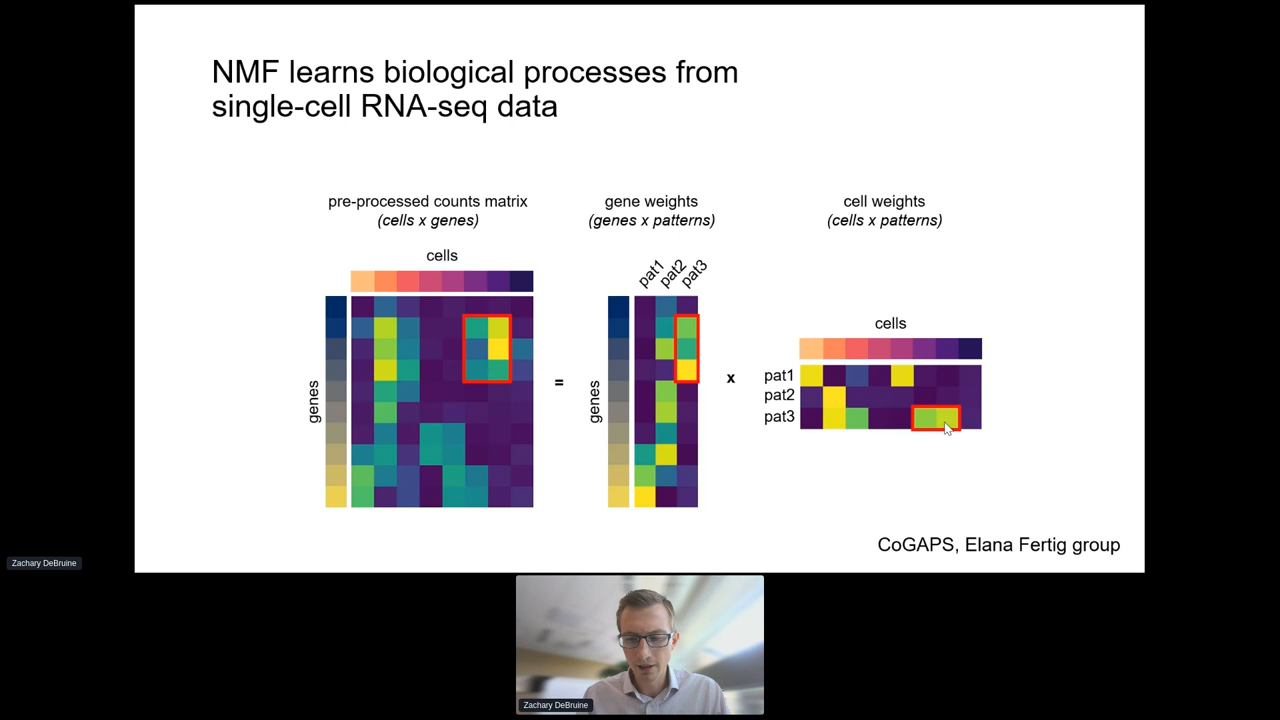 NMF learns biological processes from
single-cell RNA-seq data
pre-processed counts matrix
(cells x genes)
gene weights
(genes x patterns)
cell weights
(cells x patterns)
cells
genes
=
pat1
pat2
pat3
genes
x
cells
pat1
pat2
pat3
CoGAPS, Elana Fertig group
Zachary DeBruine
Zachary DeBruine